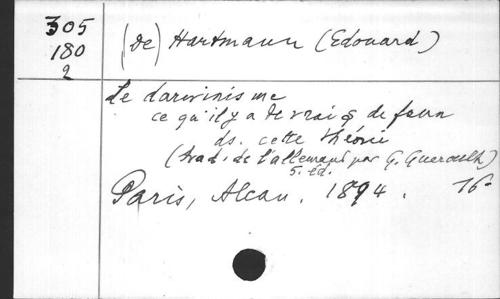 305
180
2
(de) Hartmann (Edouard)
Le darwinisme
ce qu'il y a de vrai & de faux
ds. cette théorie
(trad. de l'allemand par G. Gueroult)
5. éd.
Paris, Alcan. 1894. 16°